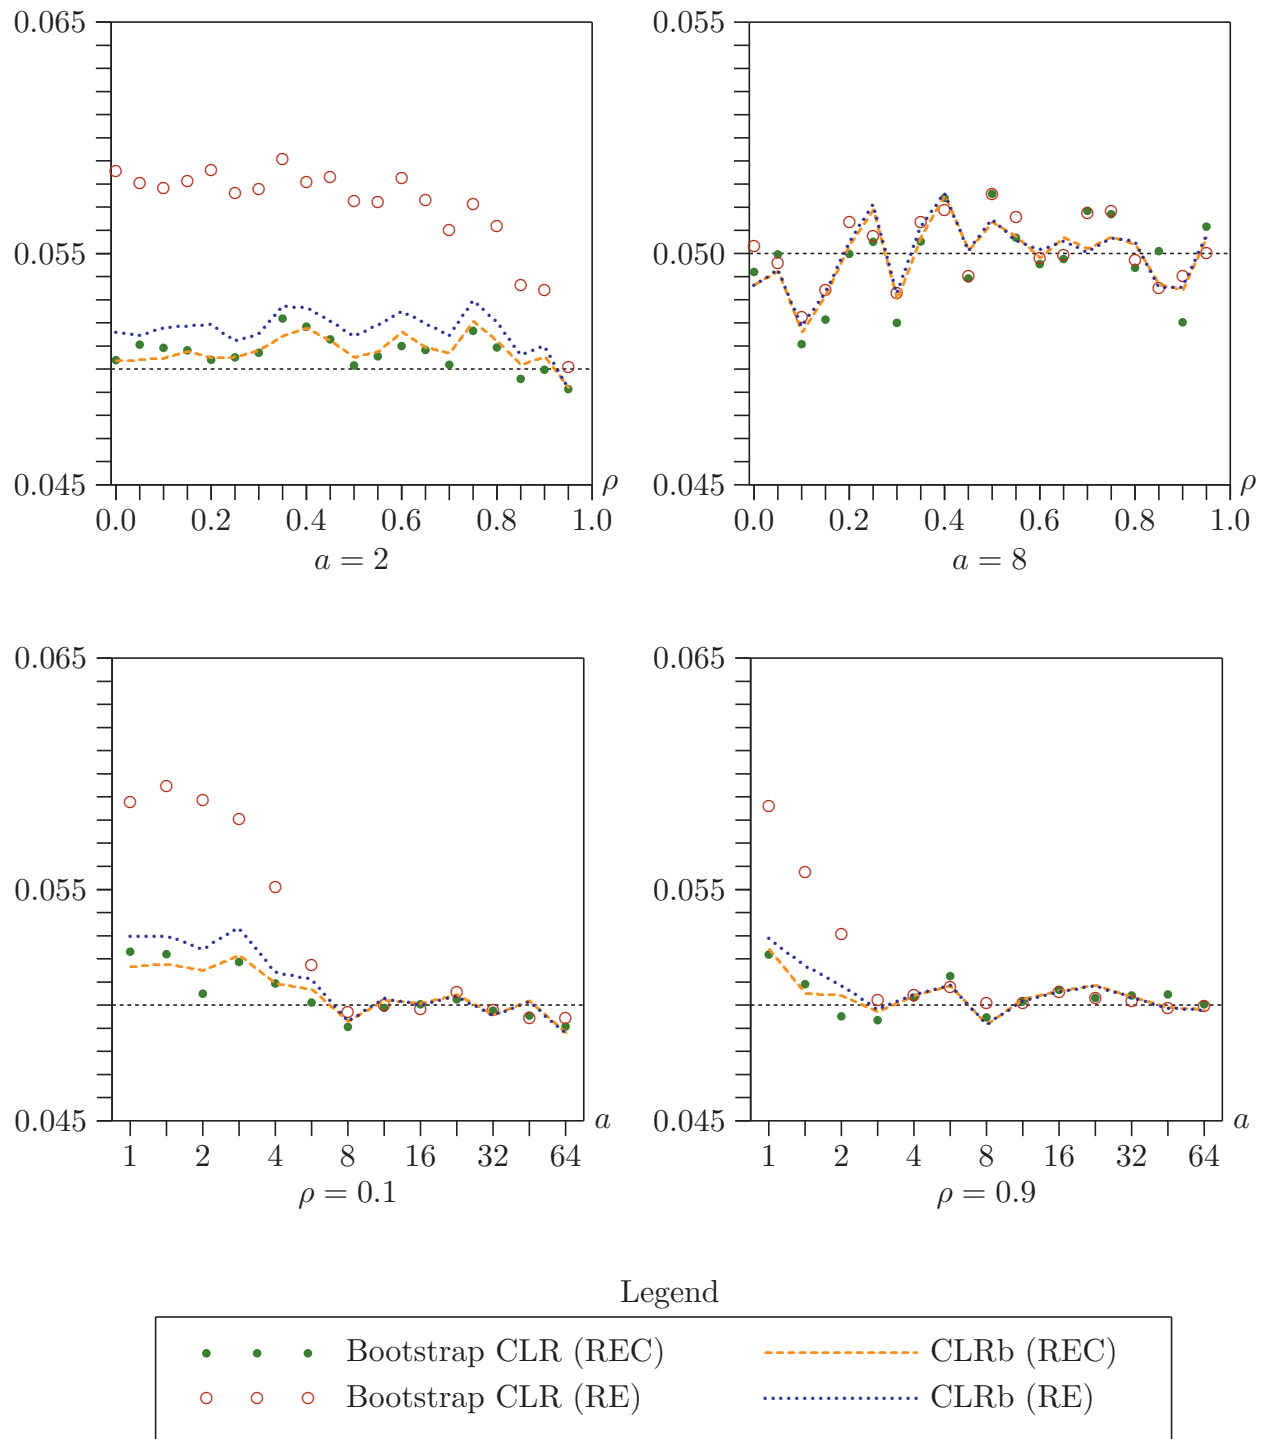 0.065
0.055
0.045
0.0 0.2 0.4 0.6 0.8 1.0
ρ
a = 2
0.055
0.050
0.045
0.0 0.2 0.4 0.6 0.8 1.0
ρ
a = 8
0.065
0.055
0.045
1 2 4 8 16 32 64
a
ρ = 0.1
0.065
0.055
0.045
1 2 4 8 16 32 64
a
ρ = 0.9
Legend
Bootstrap CLR (REC)
CLRb (REC)
Bootstrap CLR (RE)
CLRb (RE)